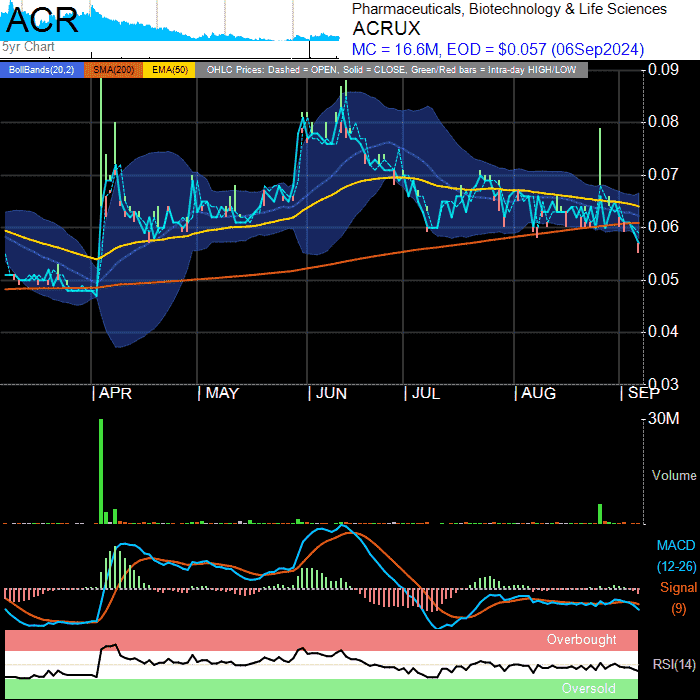 ACR
5yr Chart
Pharmaceuticals, Biotechnology & Life Sciences
ACRUX
MC = 16.6M, EOD = $0.057 (06Sep2024)
BollBands(20,2) SMA(200) EMA(50) OHLC Prices: Dashed = OPEN, Solid = CLOSE, Green/Red bars = Intra-day HIGH/LOW
0.09
0.08
0.07
0.06
0.05
0.04
0.03
| APR | MAY | JUN | JUL | AUG | SEP
30M
Volume
MACD
(12-26)
Signal
(9)
Overbought
RSI(14)
Oversold